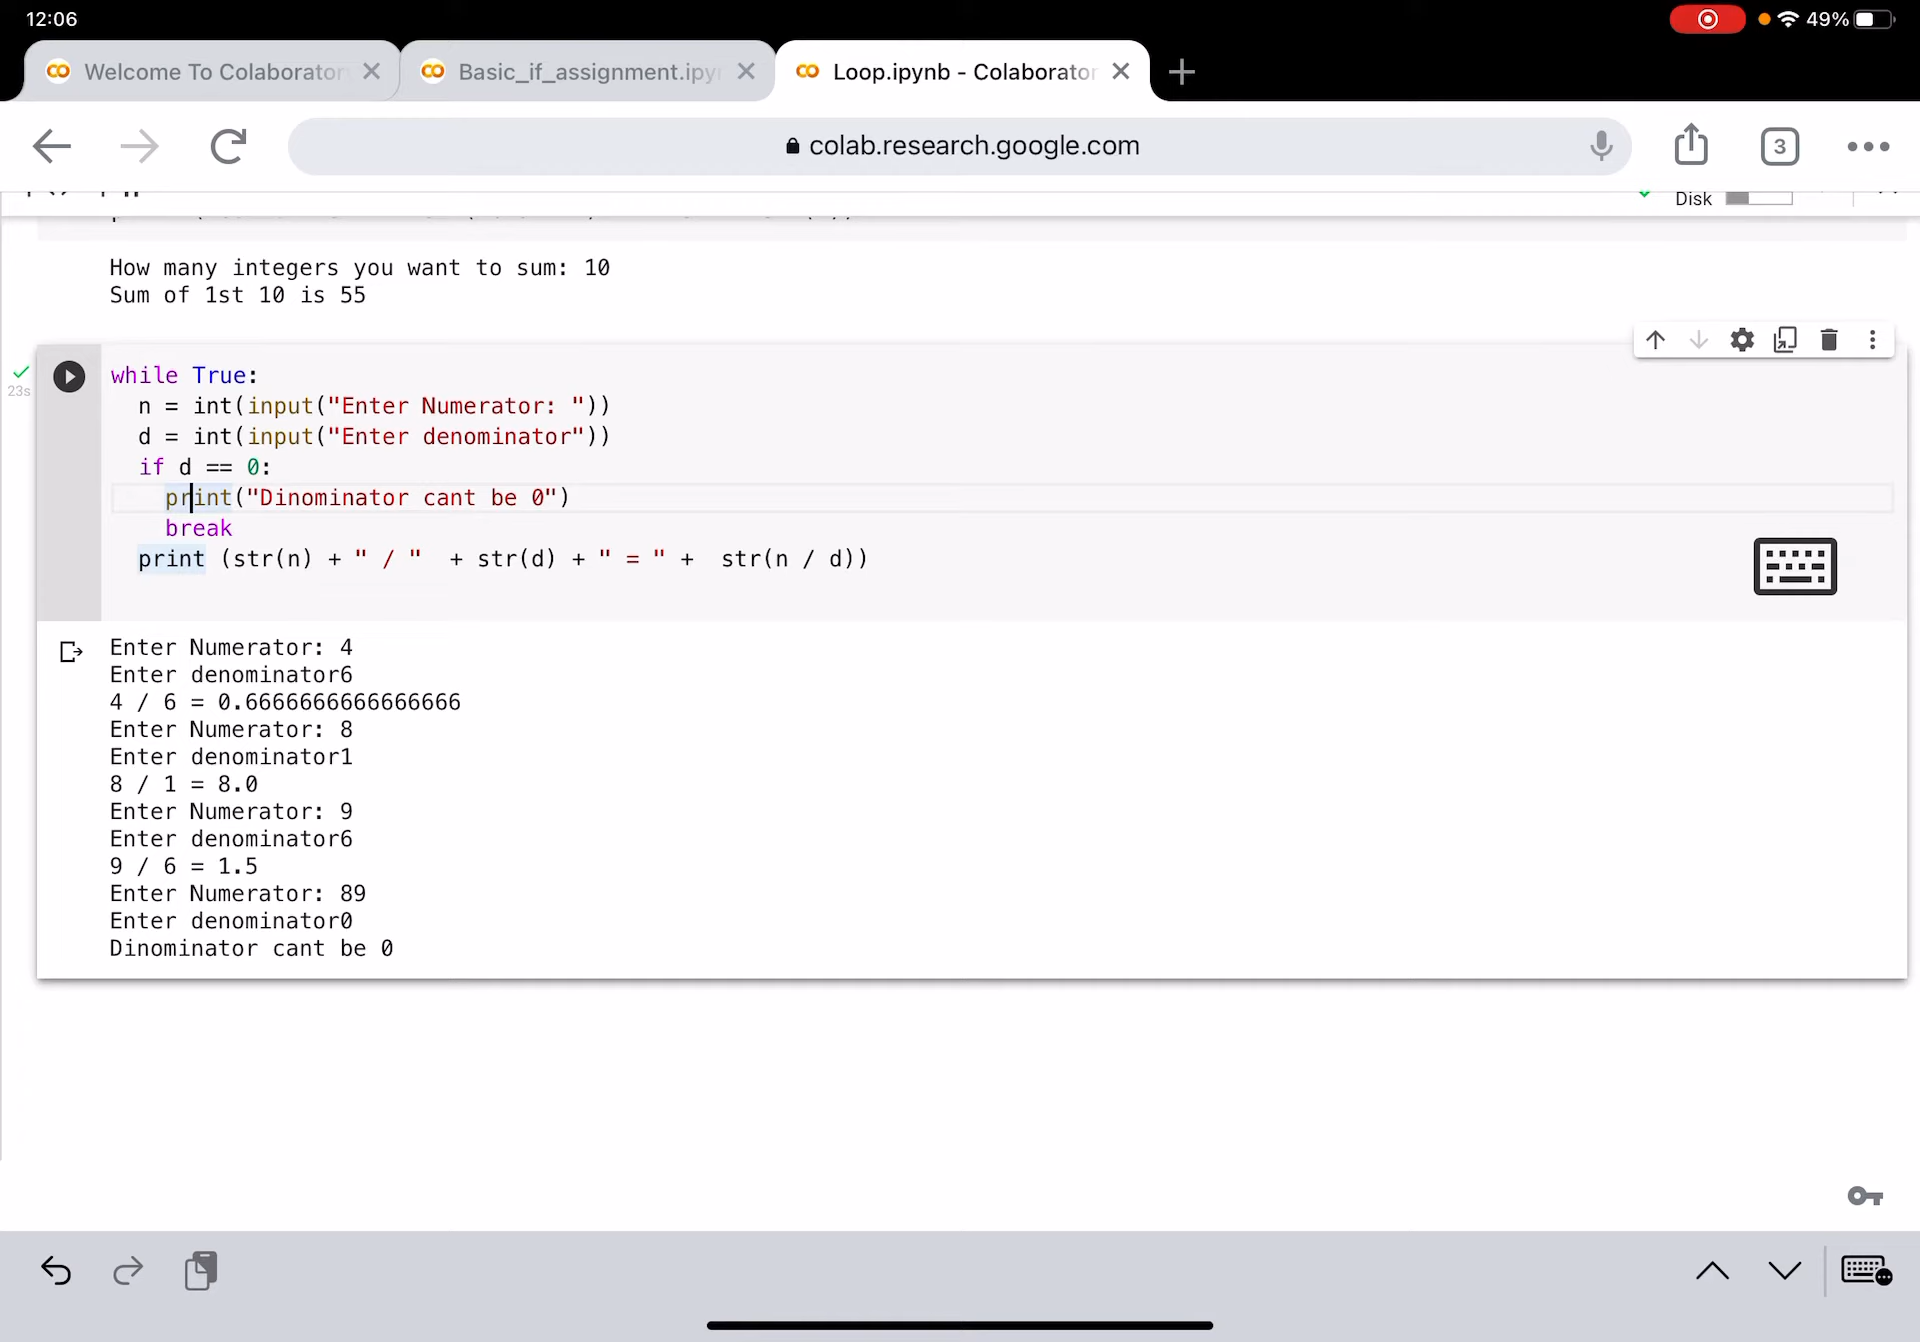 12:06
49%
Welcome To Colaborator
Basic_if_assignment.ipy
Loop.ipynb - Colaborator
colab.research.google.com
3
Disk
How many integers you want to sum: 10
Sum of 1st 10 is 55
23s
while True:
  n = int(input("Enter Numerator: "))
  d = int(input("Enter denominator"))
  if d == 0:
    print("Dinominator cant be 0")
    break
  print (str(n) + " / "  + str(d) + " = " +  str(n / d))
Enter Numerator: 4
Enter denominator6
4 / 6 = 0.6666666666666666
Enter Numerator: 8
Enter denominator1
8 / 1 = 8.0
Enter Numerator: 9
Enter denominator6
9 / 6 = 1.5
Enter Numerator: 89
Enter denominator0
Dinominator cant be 0